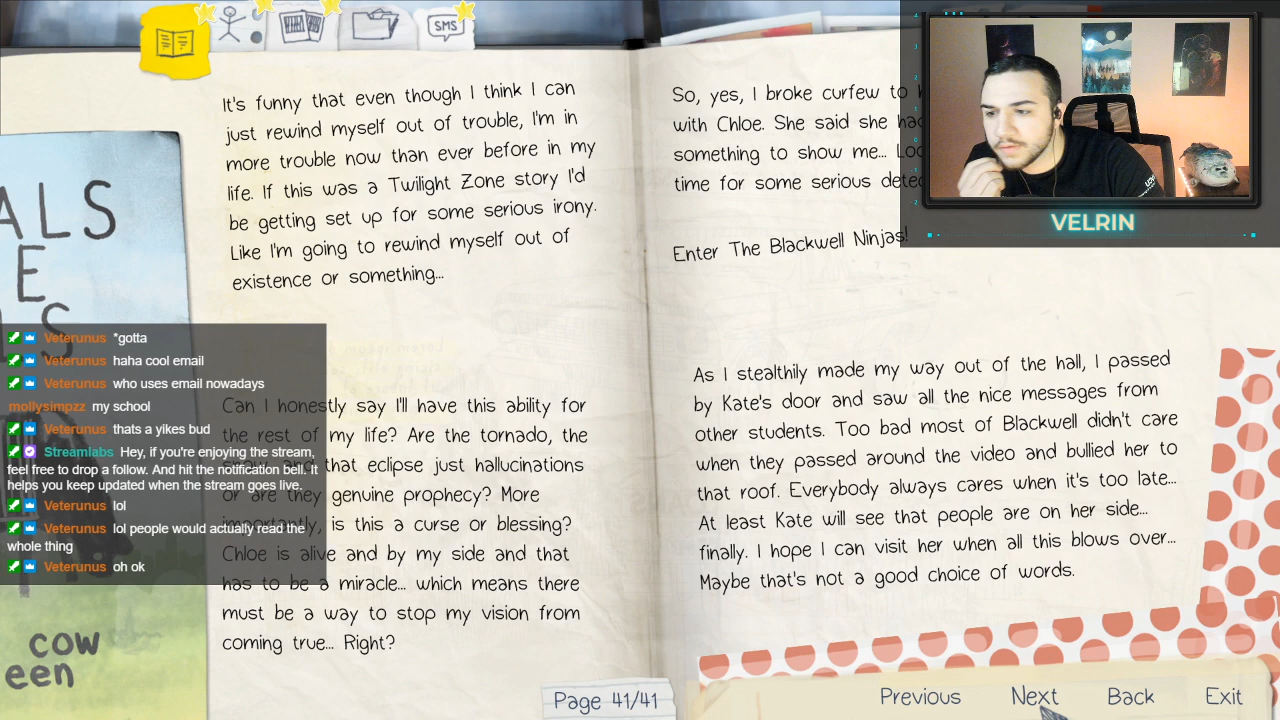 SMS
It's funny that even though I think I can
just rewind myself out of trouble, I'm in
more trouble now than ever before in my
life. If this was a Twilight Zone story I'd
be getting set up for some serious irony.
Like I'm going to rewind myself out of
existence or something...
Can I honestly say I'll have this ability for
the rest of my life? Are the tornado, the
and that eclipse just hallucinations
or are they genuine prophecy? More
importantly, is this a curse or blessing?
Chloe is alive and by my side and that
has to be a miracle... which means there
must be a way to stop my vision from
coming true... Right?
So, yes, I broke curfew to
with Chloe. She said she had
something to show me...
time for some serious
Enter The Blackwell Ninjas!
As I stealthily made my way out of the hall, I passed
by Kate's door and saw all the nice messages from
other students. Too bad most of Blackwell didn't care
when they passed around the video and bullied her to
that roof. Everybody always cares when it's too late...
At least Kate will see that people are on her side...
finally. I hope I can visit her when all this blows over...
Maybe that's not a good choice of words.
ALS
E
LS
cow
een
Veterunus *gotta
Veterunus haha cool email
Veterunus who uses email nowadays
mollysimpzz my school
Veterunus thats a yikes bud
Streamlabs Hey, if you're enjoying the stream,
feel free to drop a follow. And hit the notification bell. It
helps you keep updated when the stream goes live.
Veterunus lol
Veterunus lol people would actually read the
whole thing
Veterunus oh ok
VELRIN
Page 41/41
Previous Next Back Exit